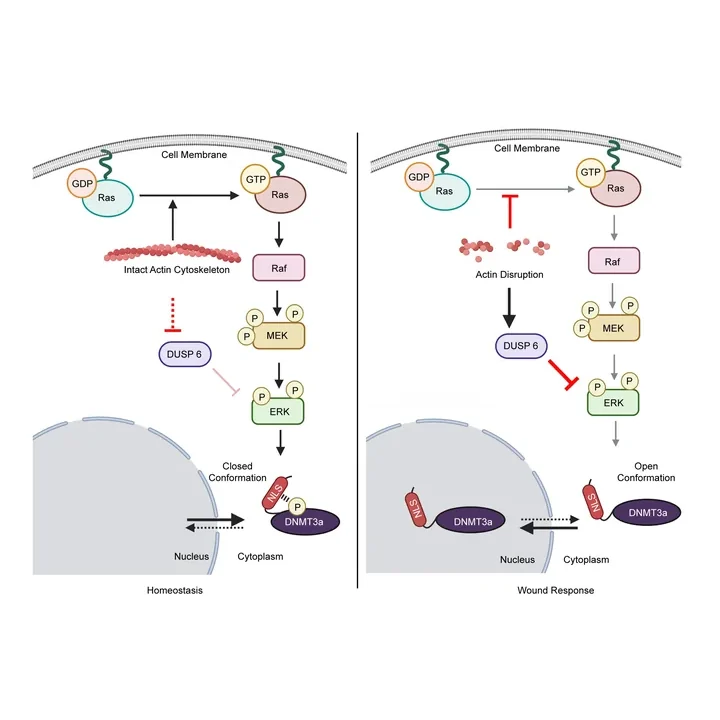 Cell Membrane
GDP
Ras
GTP
Ras
Intact Actin Cytoskeleton
Raf
P
P
P
MEK
DUSP 6
P
P
ERK
Closed
Conformation
NLS
P
DNMT3a
Nucleus
Cytoplasm
Homeostasis
Cell Membrane
GDP
Ras
GTP
Ras
Actin Disruption
Raf
P
P
P
MEK
DUSP 6
P
P
ERK
Open
Conformation
NLS
DNMT3a
NLS
DNMT3a
Nucleus
Cytoplasm
Wound Response